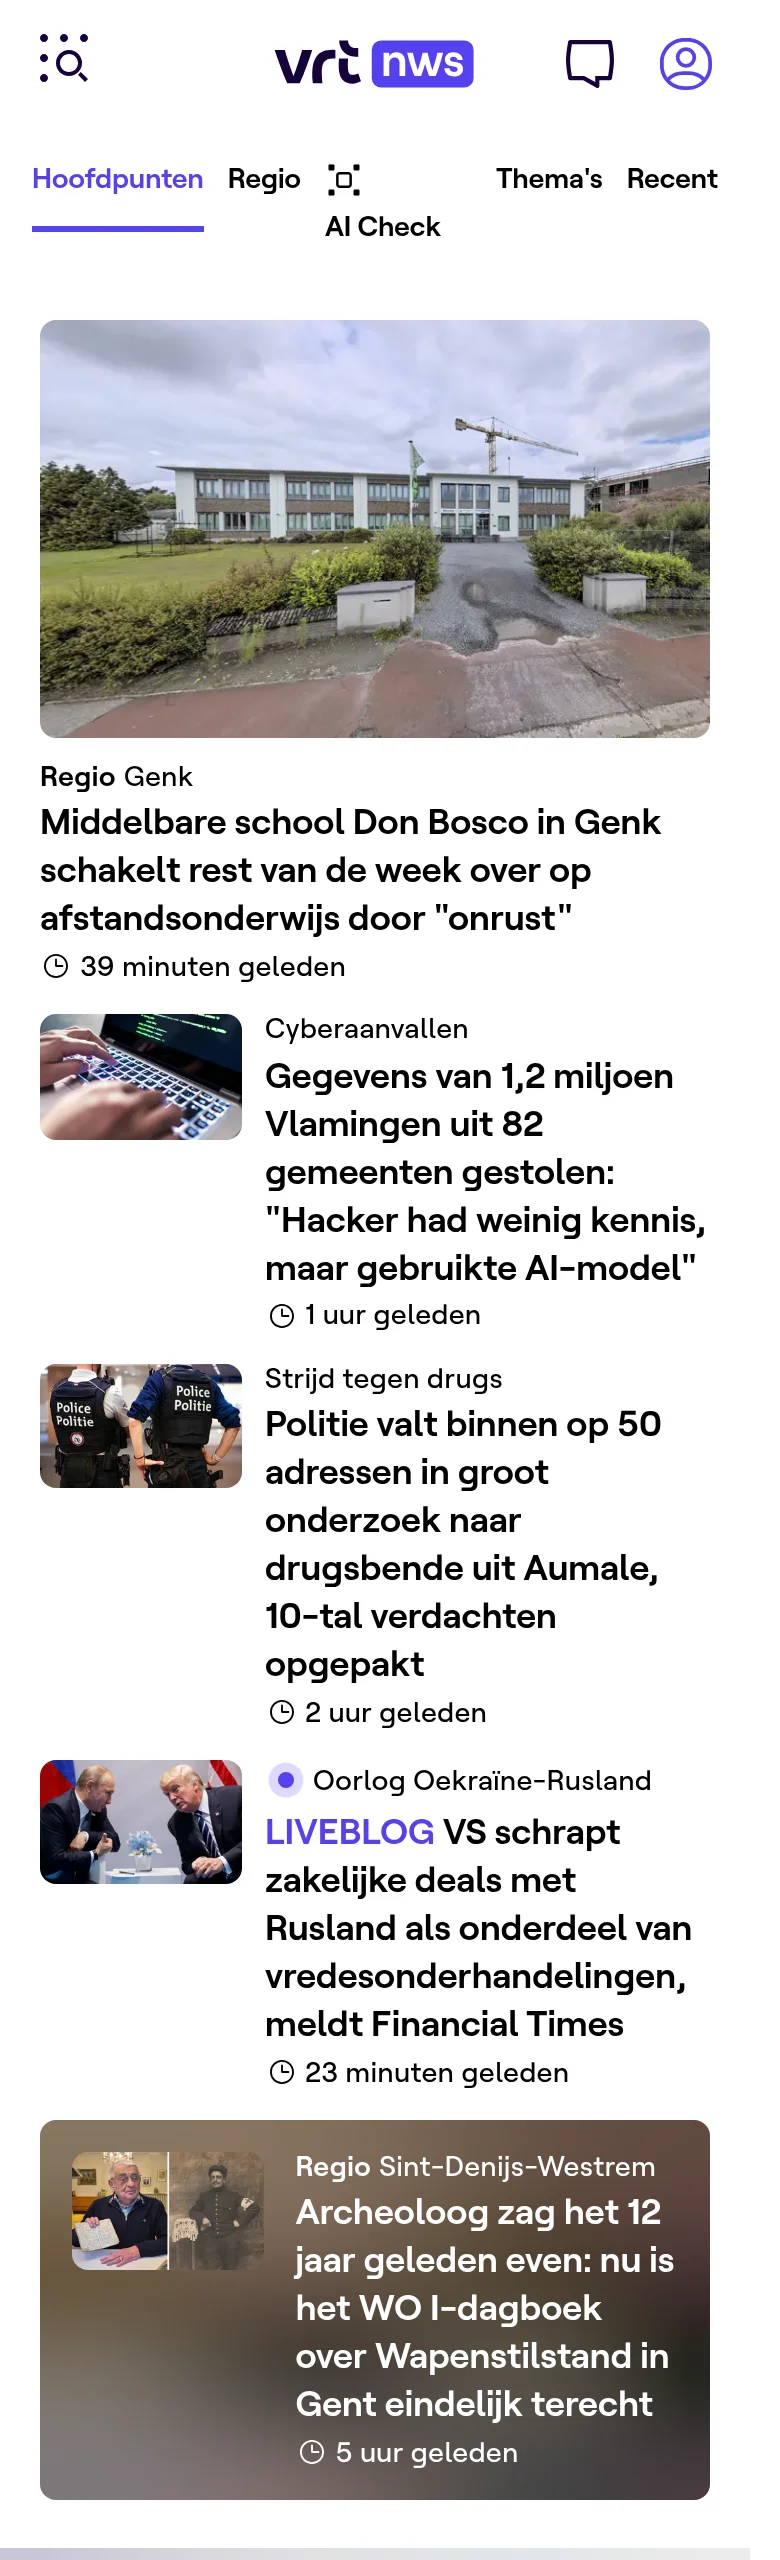 vrt nws
Hoofdpunten Regio AI Check Thema's Recent
Regio Genk
Middelbare school Don Bosco in Genk
schakelt rest van de week over op
afstandsonderwijs door "onrust"
39 minuten geleden
Cyberaanvallen
Gegevens van 1,2 miljoen
Vlamingen uit 82
gemeenten gestolen:
"Hacker had weinig kennis,
maar gebruikte AI-model"
1 uur geleden
Police Politie
Police Politie
Strijd tegen drugs
Politie valt binnen op 50
adressen in groot
onderzoek naar
drugsbende uit Aumale,
10-tal verdachten
opgepakt
2 uur geleden
Oorlog Oekraïne-Rusland
LIVEBLOG VS schrapt
zakelijke deals met
Rusland als onderdeel van
vredesonderhandelingen,
meldt Financial Times
23 minuten geleden
Regio Sint-Denijs-Westrem
Archeoloog zag het 12
jaar geleden even: nu is
het WO I-dagboek
over Wapenstilstand in
Gent eindelijk terecht
5 uur geleden